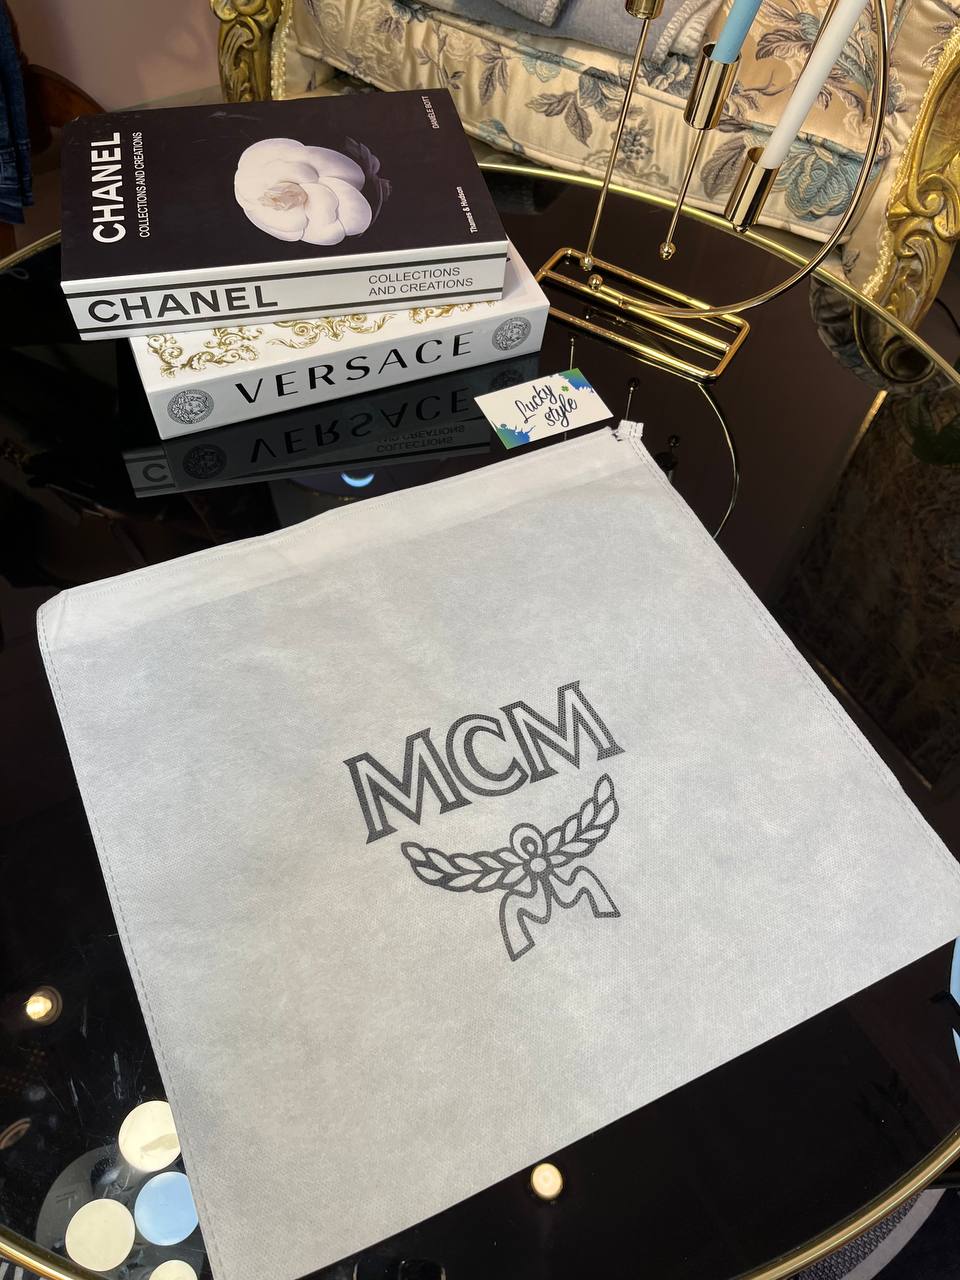 CHANEL
COLLECTIONS AND CREATIONS
DANIÈLE BOTT
Thames & Hudson
CHANEL
COLLECTIONS
AND CREATIONS
VERSACE
Lucky
style
MCM